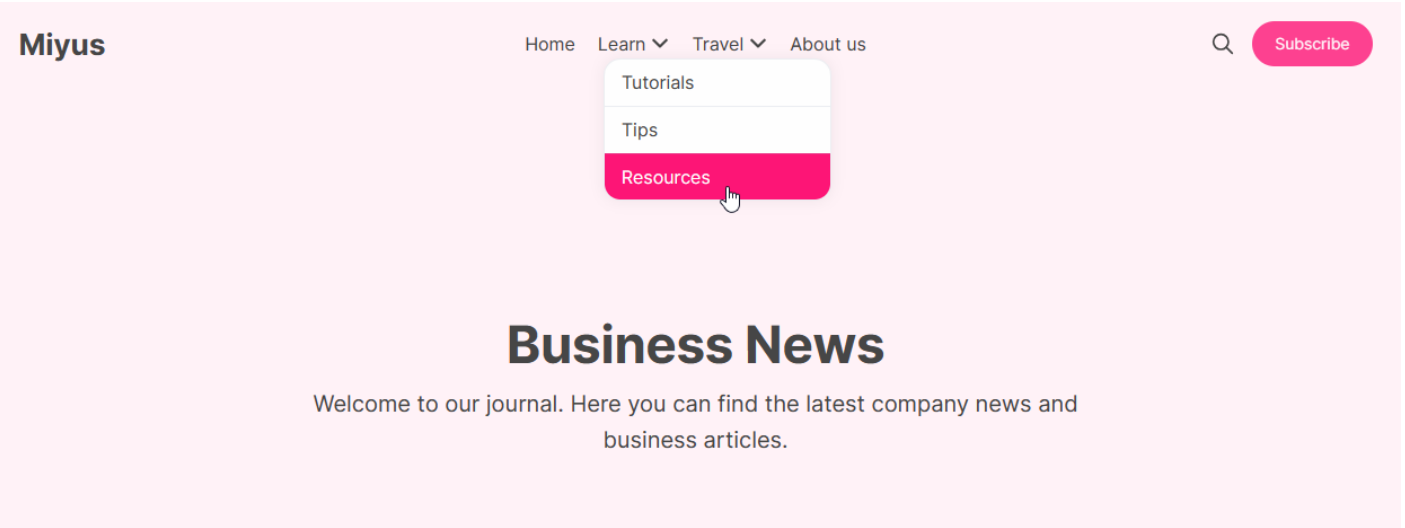 Miyus
Home Learn Travel About us
Subscribe
Tutorials
Tips
Resources
Business News
Welcome to our journal. Here you can find the latest company news and
business articles.